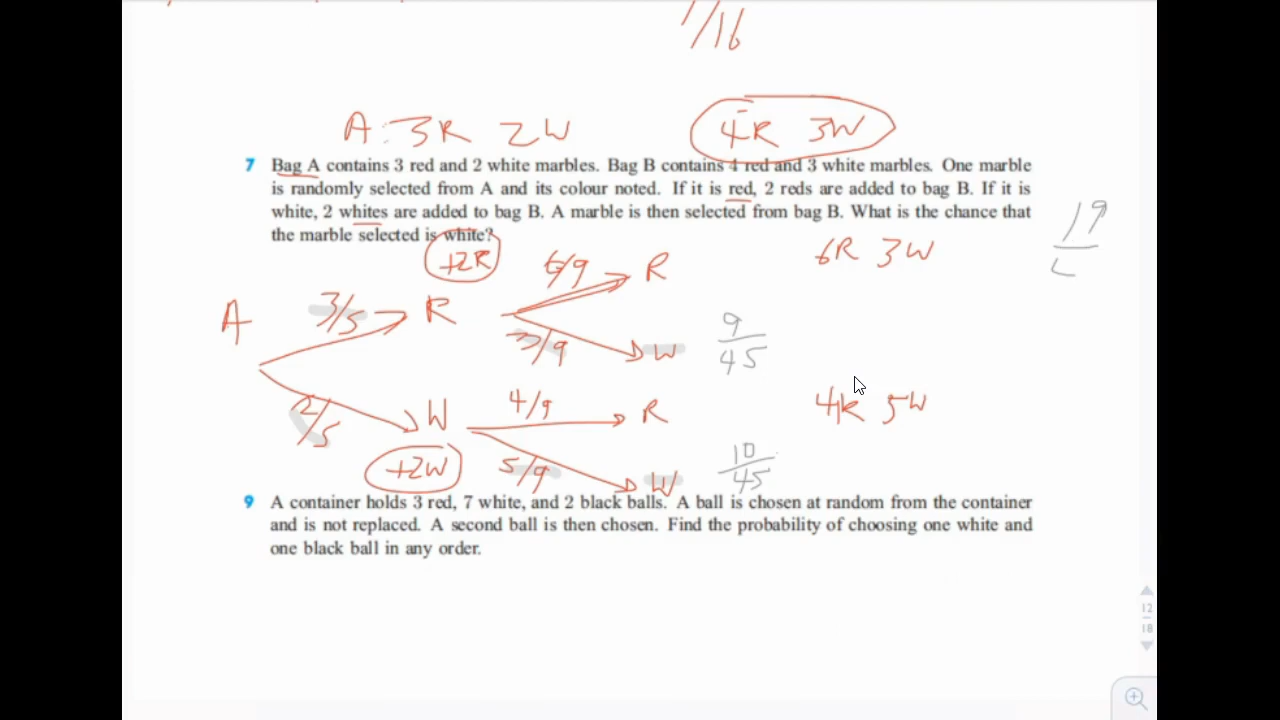 1/16
A: 3R 2W
4R 3W
7 Bag A contains 3 red and 2 white marbles. Bag B contains 4 red and 3 white marbles. One marble
is randomly selected from A and its colour noted. If it is red, 2 reds are added to bag B. If it is
white, 2 whites are added to bag B. A marble is then selected from bag B. What is the chance that
the marble selected is white?
19
+2R
6/9
R
6R 3W
A
3/5
R
9
45
3/9
W
4/9
R
4R 5W
2/5
W
+2W
5/9
W
10
45
9 A container holds 3 red, 7 white, and 2 black balls. A ball is chosen at random from the container
and is not replaced. A second ball is then chosen. Find the probability of choosing one white and
one black ball in any order.
12
18